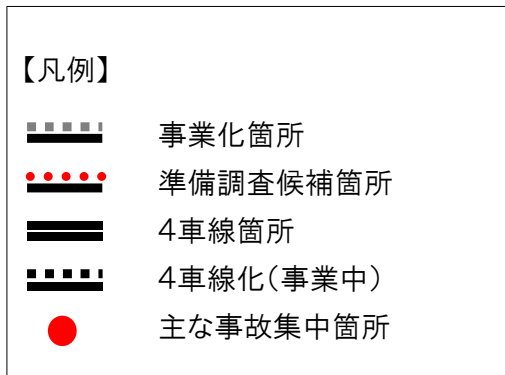 【凡例】
事業化箇所
準備調査候補箇所
4車線箇所
4車線化(事業中)
主な事故集中箇所